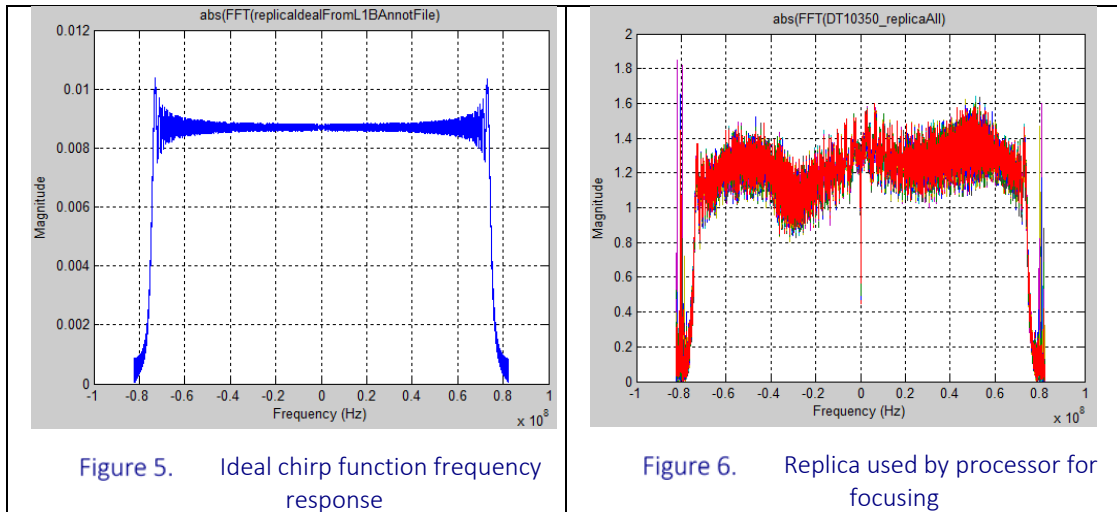 abs(FFT(replicaIdealFromL1BAnnotFile)
0.012
0.01
0.008
0.006
0.004
0.002
0
Magnitude
-1 -0.8 -0.6 -0.4 -0.2 0 0.2 0.4 0.6 0.8 1
Frequency (Hz)
x 10^8
Figure 5. Ideal chirp function frequency
response
abs(FFT(DT10350_replicaAll)
2
1.8
1.6
1.4
1.2
1
0.8
0.6
0.4
0.2
0
Magnitude
-1 -0.8 -0.6 -0.4 -0.2 0 0.2 0.4 0.6 0.8 1
Frequency (Hz)
x 10^8
Figure 6. Replica used by processor for
focusing